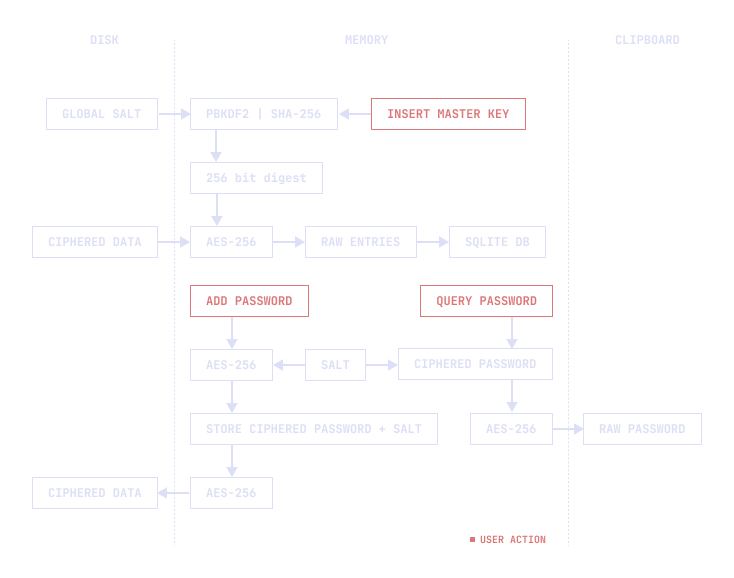 DISK
MEMORY
CLIPBOARD
GLOBAL SALT
PBKDF2 | SHA-256
INSERT MASTER KEY
256 bit digest
CIPHERED DATA
AES-256
RAW ENTRIES
SQLITE DB
ADD PASSWORD
QUERY PASSWORD
AES-256
SALT
CIPHERED PASSWORD
STORE CIPHERED PASSWORD + SALT
AES-256
RAW PASSWORD
CIPHERED DATA
AES-256
USER ACTION